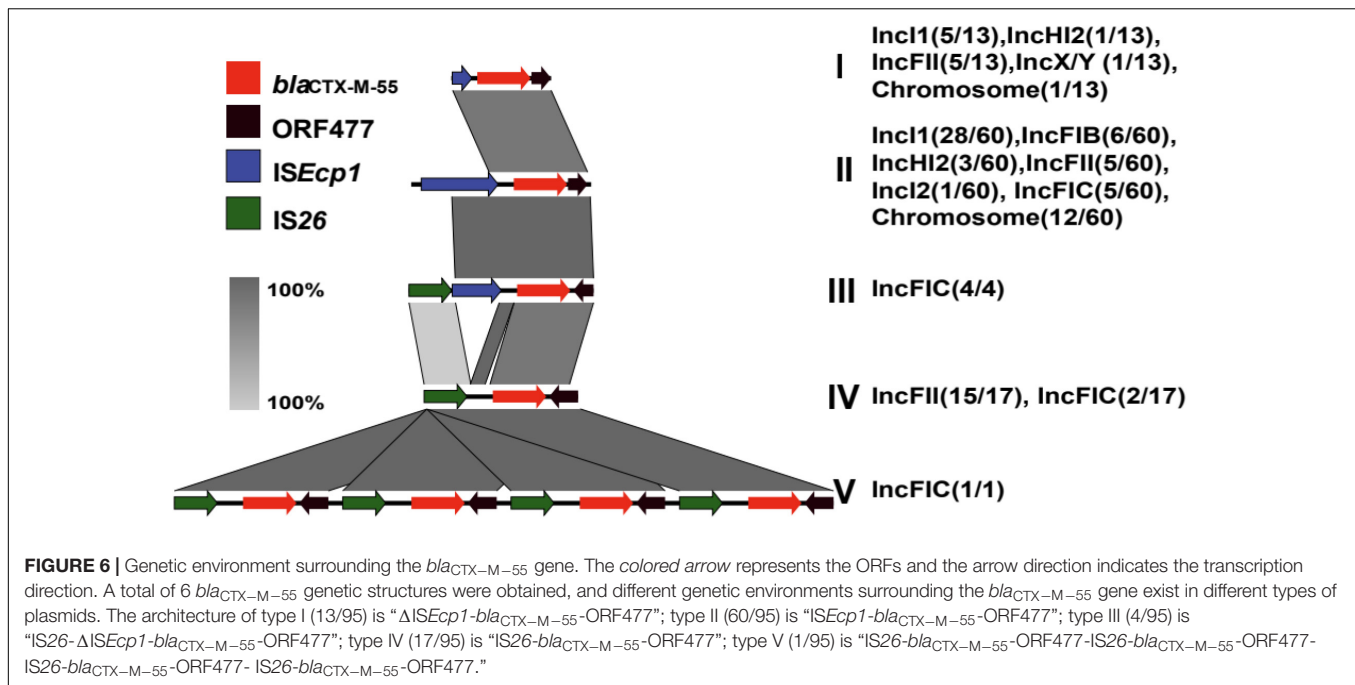 blaCTX-M-55
ORF477
ISEcp1
IS26
100%
100%
I
IncI1(5/13),IncHI2(1/13),
IncFII(5/13),IncX/Y (1/13),
Chromosome(1/13)
II
IncI1(28/60),IncFIB(6/60),
IncHI2(3/60),IncFII(5/60),
IncI2(1/60), IncFIC(5/60),
Chromosome(12/60)
III IncFIC(4/4)
IV IncFII(15/17), IncFIC(2/17)
V IncFIC(1/1)
FIGURE 6 | Genetic environment surrounding the blaCTX−M−55 gene. The colored arrow represents the ORFs and the arrow direction indicates the transcription
direction. A total of 6 blaCTX−M−55 genetic structures were obtained, and different genetic environments surrounding the blaCTX−M−55 gene exist in different types of
plasmids. The architecture of type I (13/95) is “ΔISEcp1-blaCTX−M−55-ORF477”; type II (60/95) is “ISEcp1-blaCTX−M−55-ORF477”; type III (4/95) is
“IS26-ΔISEcp1-blaCTX−M−55-ORF477”; type IV (17/95) is “IS26-blaCTX−M−55-ORF477”; type V (1/95) is “IS26-blaCTX−M−55-ORF477-IS26-blaCTX−M−55-ORF477-
IS26-blaCTX−M−55-ORF477- IS26-blaCTX−M−55-ORF477.”